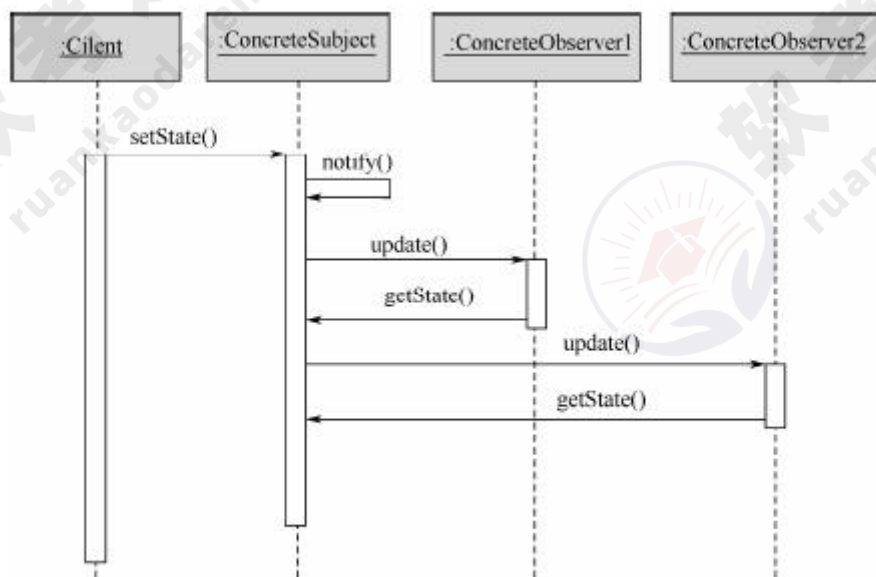 :Cilent
:ConcreteSubject
:ConcreteObserver1
:ConcreteObserver2
setState()
notify()
update()
getState()
update()
getState()